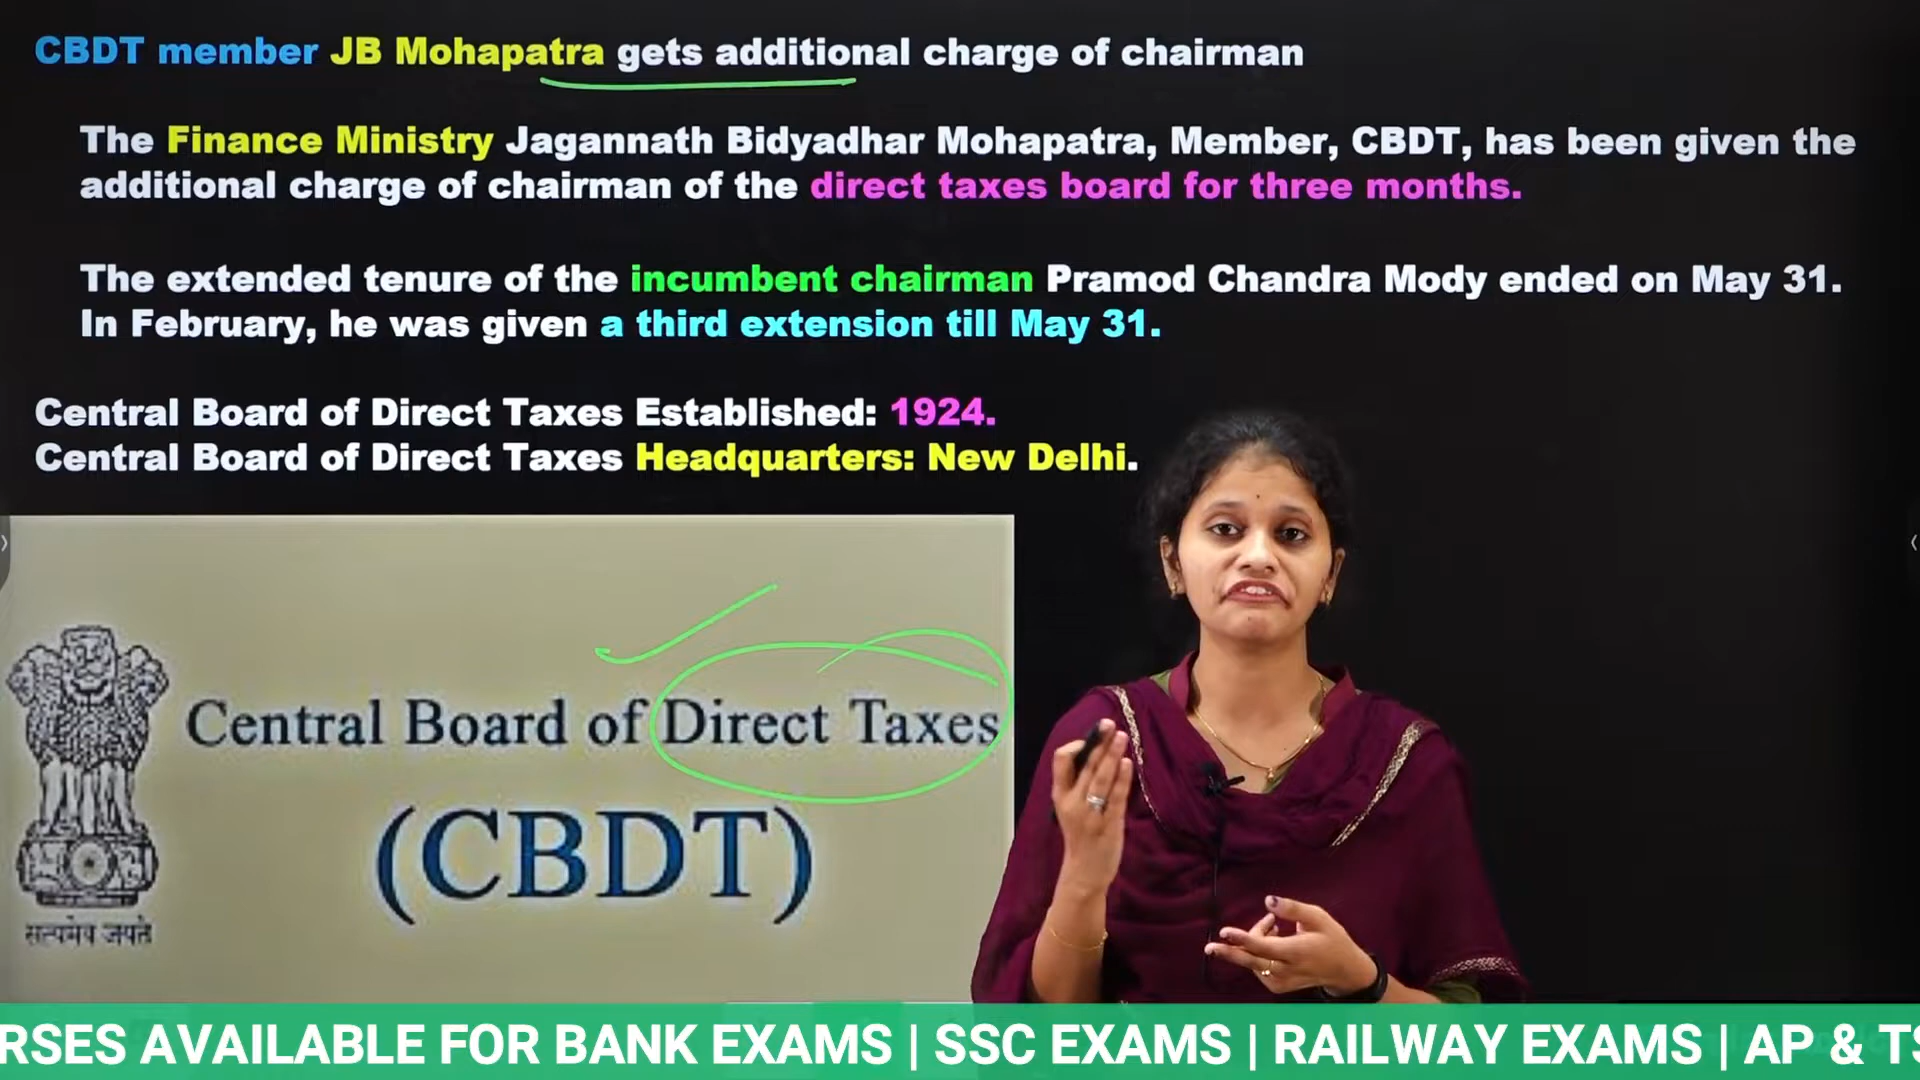 CBDT member JB Mohapatra gets additional charge of chairman
The Finance Ministry Jagannath Bidyadhar Mohapatra, Member, CBDT, has been given the
additional charge of chairman of the direct taxes board for three months.
The extended tenure of the incumbent chairman Pramod Chandra Mody ended on May 31.
In February, he was given a third extension till May 31.
Central Board of Direct Taxes Established: 1924.
Central Board of Direct Taxes Headquarters: New Delhi.
Central Board of Direct Taxes
(CBDT)
सत्यमेव जयते
RSES AVAILABLE FOR BANK EXAMS | SSC EXAMS | RAILWAY EXAMS | AP & TS